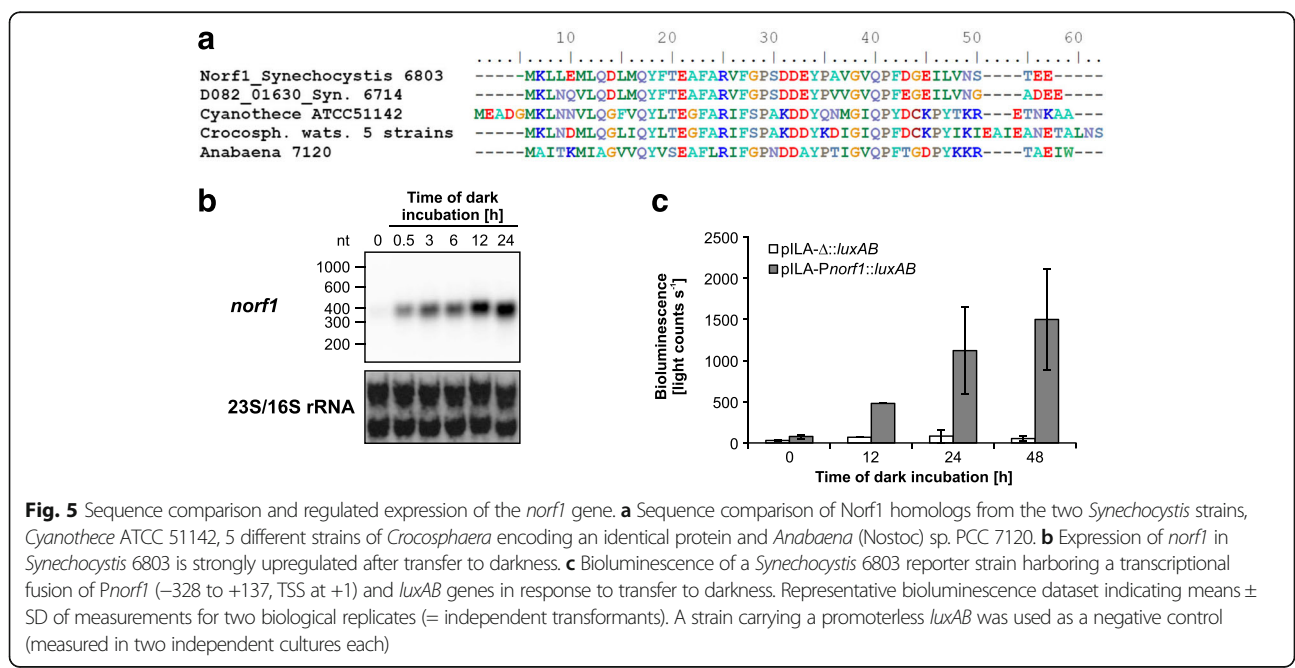 a
10 20 30 40 50 60
Norf1_Synechocystis 6803 -----MKLLEMLQDLMQYFTEAFARVFGPSDDEYPAVGVQPFDGEILVNS----TEE---
D082_01630_Syn. 6714 -----MKLNQVLQDLMQYFTEAFARIFGPSDDEYPVVGVQPFEGEILVNG----ADEE--
Cyanothece ATCC51142 MEADGMKLNNVLQGFVQYLTEGFARIFSPAKDDYQNMGIQPYDCKPYKRS---ETNKAA--
Crocosph. wats. 5 strains -----MKLNDMLQGLIQYLTEGFARIFSPAKDDYKDIGIQPYDCKPYIKIEAIEANETALNS
Anabaena 7120 -----MAITKMIAGVVQYVSEAFLRIFGPNDDAYPTIGVQPFTGDPYKKR----TAEIW--
b
Time of dark
incubation [h]
nt 0 0.5 3 6 12 24
1000
600
norf1
400
300
200
23S/16S rRNA
c
Bioluminescence
[light counts s⁻¹]
2500
2000
1500
1000
500
0
pILA-Δ::luxAB
pILA-Pnorf1::luxAB
0 12 24 48
Time of dark incubation [h]
Fig. 5 Sequence comparison and regulated expression of the norf1 gene. a Sequence comparison of Norf1 homologs from the two Synechocystis strains,
Cyanothece ATCC 51142, 5 different strains of Crocosphaera encoding an identical protein and Anabaena (Nostoc) sp. PCC 7120. b Expression of norf1 in
Synechocystis 6803 is strongly upregulated after transfer to darkness. c Bioluminescence of a Synechocystis 6803 reporter strain harboring a transcriptional
fusion of Pnorf1 (−328 to +137, TSS at +1) and luxAB genes in response to transfer to darkness. Representative bioluminescence dataset indicating means ±
SD of measurements for two biological replicates (= independent transformants). A strain carrying a promoterless luxAB was used as a negative control
(measured in two independent cultures each)